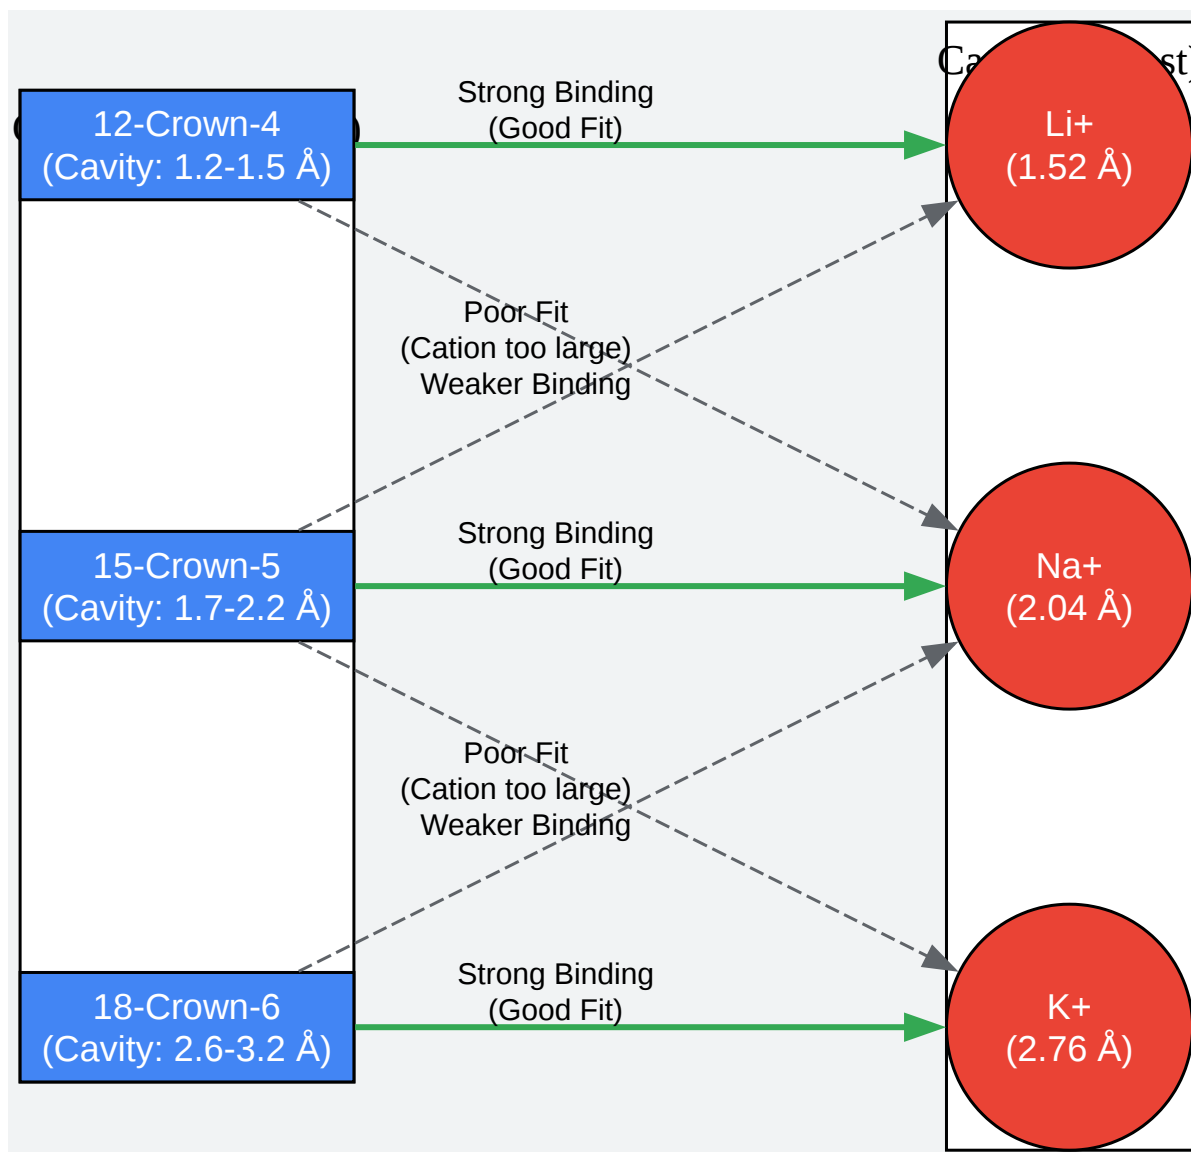 12-Crown-4
(Cavity: 1.2-1.5 Å)
Strong Binding
(Good Fit)
Li+
(1.52 Å)
Poor Fit
(Cation too large)
Weaker Binding
15-Crown-5
(Cavity: 1.7-2.2 Å)
Strong Binding
(Good Fit)
Na+
(2.04 Å)
Poor Fit
(Cation too large)
Weaker Binding
18-Crown-6
(Cavity: 2.6-3.2 Å)
Strong Binding
(Good Fit)
K+
(2.76 Å)